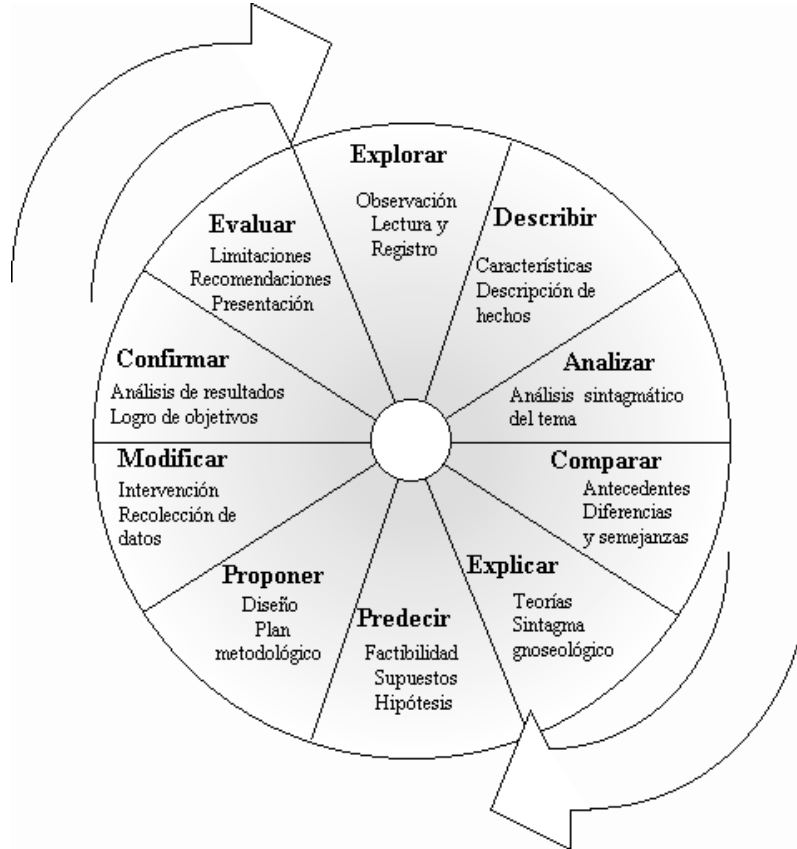 Explorar
Observación
Lectura y
Registro
Describir
Características
Descripción de
hechos
Analizar
Análisis sintagmático
del tema
Comparar
Antecedentes
Diferencias
y semejanzas
Explicar
Teorías
Sintagma
gnoseológico
Predecir
Factibilidad
Supuestos
Hipótesis
Proponer
Diseño
Plan
metodológico
Modificar
Intervención
Recolección de
datos
Confirmar
Análisis de resultados
Logro de objetivos
Evaluar
Limitaciones
Recomendaciones
Presentación